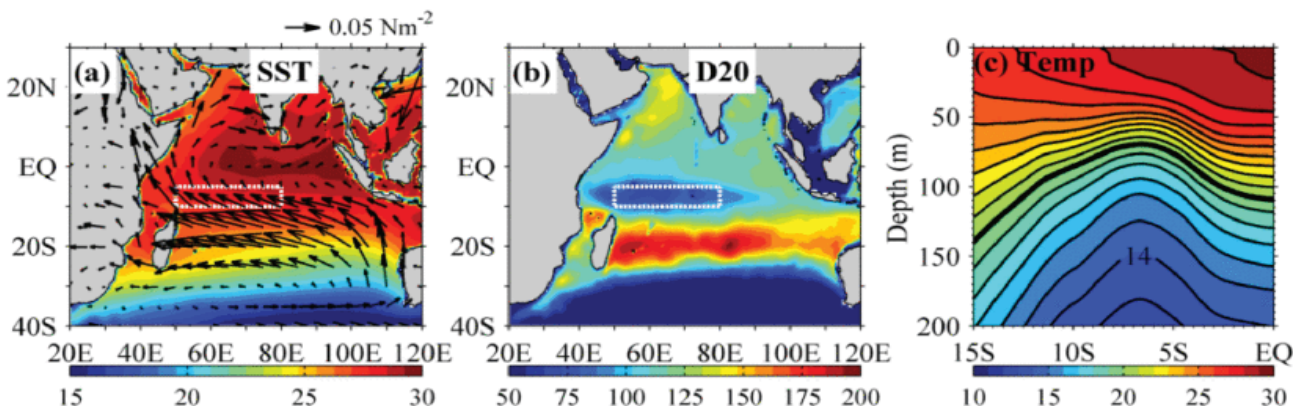 0.05 Nm⁻²
(a) SST
(b) D20
(c) Temp
20N
EQ
20S
40S
20E 40E 60E 80E 100E 120E
15 20 25 30
20E 40E 60E 80E 100E 120E
50 75 100 125 150 175 200
Depth (m)
0
50
100
150
200
14
15S 10S 5S EQ
10 15 20 25 30
20N
EQ
20S
40S